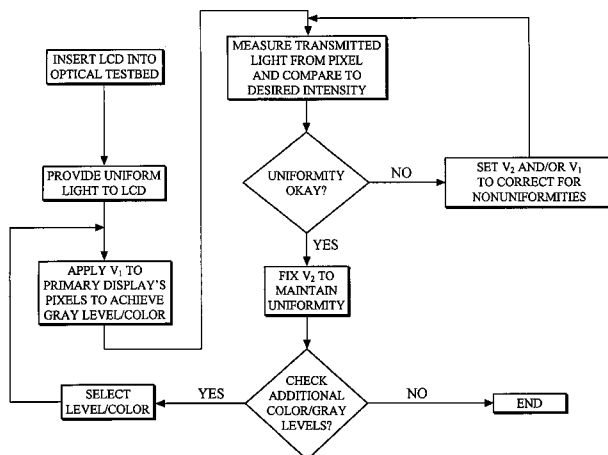 INSERT LCD INTO
OPTICAL TESTBED
PROVIDE UNIFORM
LIGHT TO LCD
APPLY V₁ TO
PRIMARY DISPLAY'S
PIXELS TO ACHIEVE
GRAY LEVEL/COLOR
MEASURE TRANSMITTED
LIGHT FROM PIXEL
AND COMPARE TO
DESIRED INTENSITY
UNIFORMITY
OKAY?
NO
SET V₂ AND/OR V₁
TO CORRECT FOR
NONUNIFORMITIES
YES
FIX V₂ TO
MAINTAIN
UNIFORMITY
CHECK
ADDITIONAL
COLOR/GRAY
LEVELS?
YES
SELECT
LEVEL/COLOR
NO
END